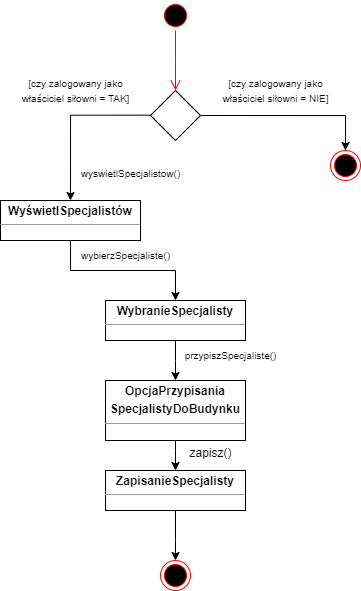 [czy zalogowany jako
właściciel siłowni = TAK]
[czy zalogowany jako
właściciel siłowni = NIE]
wyswietlSpecjalistow()
WyświetlSpecjalistów
wybierzSpecjaliste()
WybranieSpecjalisty
przypiszSpecjaliste()
OpcjaPrzypisania
SpecjalistyDoBudynku
zapisz()
ZapisanieSpecjalisty